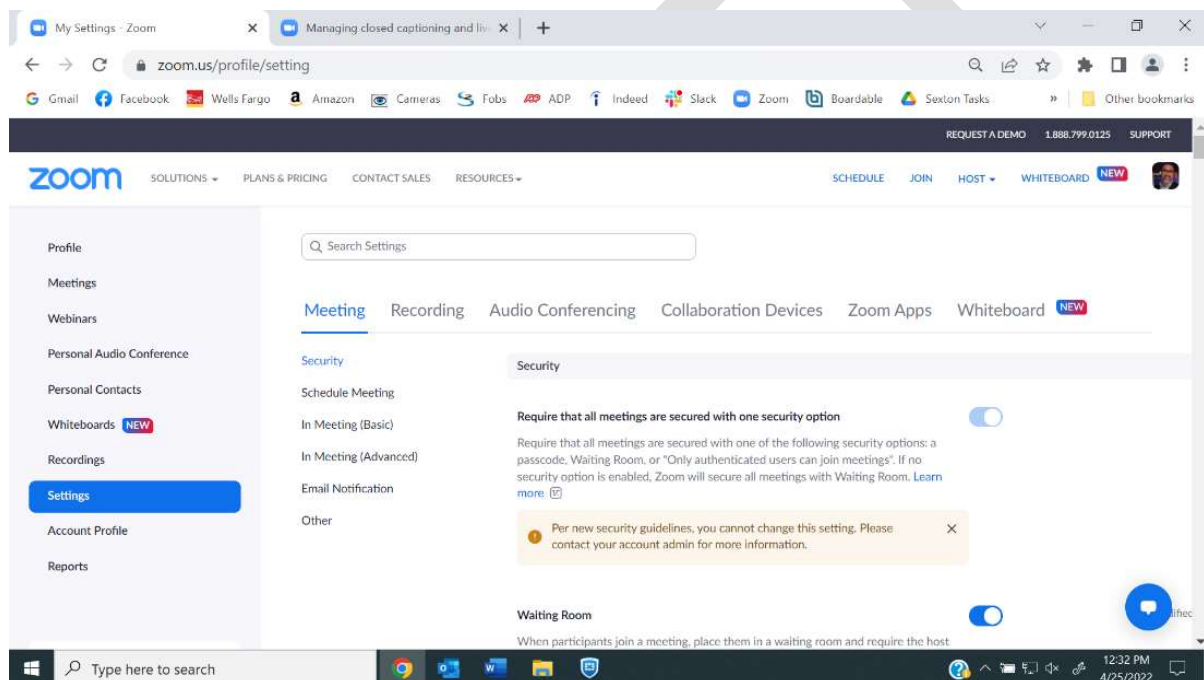 My Settings - Zoom
Managing closed captioning and liv
zoom.us/profile/setting
Gmail Facebook Wells Fargo Amazon Cameras Fobs ADP Indeed Slack Zoom Boardable Sexton Tasks » Other bookmarks
REQUEST A DEMO 1.888.799.0125 SUPPORT
zoom SOLUTIONS PLANS & PRICING CONTACT SALES RESOURCES SCHEDULE JOIN HOST WHITEBOARD NEW
Profile
Meetings
Webinars
Personal Audio Conference
Personal Contacts
Whiteboards NEW
Recordings
Settings
Account Profile
Reports
Search Settings
Meeting Recording Audio Conferencing Collaboration Devices Zoom Apps Whiteboard NEW
Security
Schedule Meeting
In Meeting (Basic)
In Meeting (Advanced)
Email Notification
Other
Security
Require that all meetings are secured with one security option
Require that all meetings are secured with one of the following security options: a
passcode, Waiting Room, or "Only authenticated users can join meetings". If no
security option is enabled, Zoom will secure all meetings with Waiting Room. Learn
more
Per new security guidelines, you cannot change this setting. Please
contact your account admin for more information.
Waiting Room
When participants join a meeting, place them in a waiting room and require the host
Type here to search
12:32 PM
4/25/2022